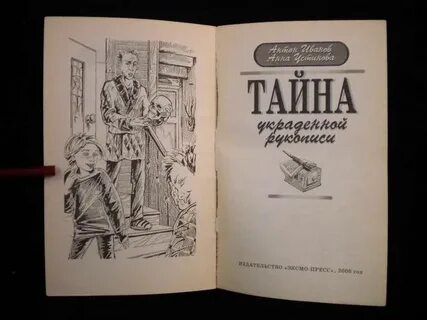 Антон Иванов
Анна Устинова
ТАЙНА
украденной
рукописи
ИЗДАТЕЛЬСТВО «ЭКСМО-ПРЕСС», 2000 год